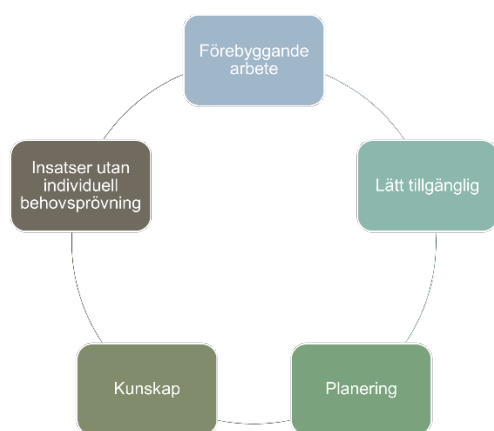 Förebyggande
arbete
Lätt tillgänglig
Planering
Kunskap
Insatser utan
individuell
behovsprövning